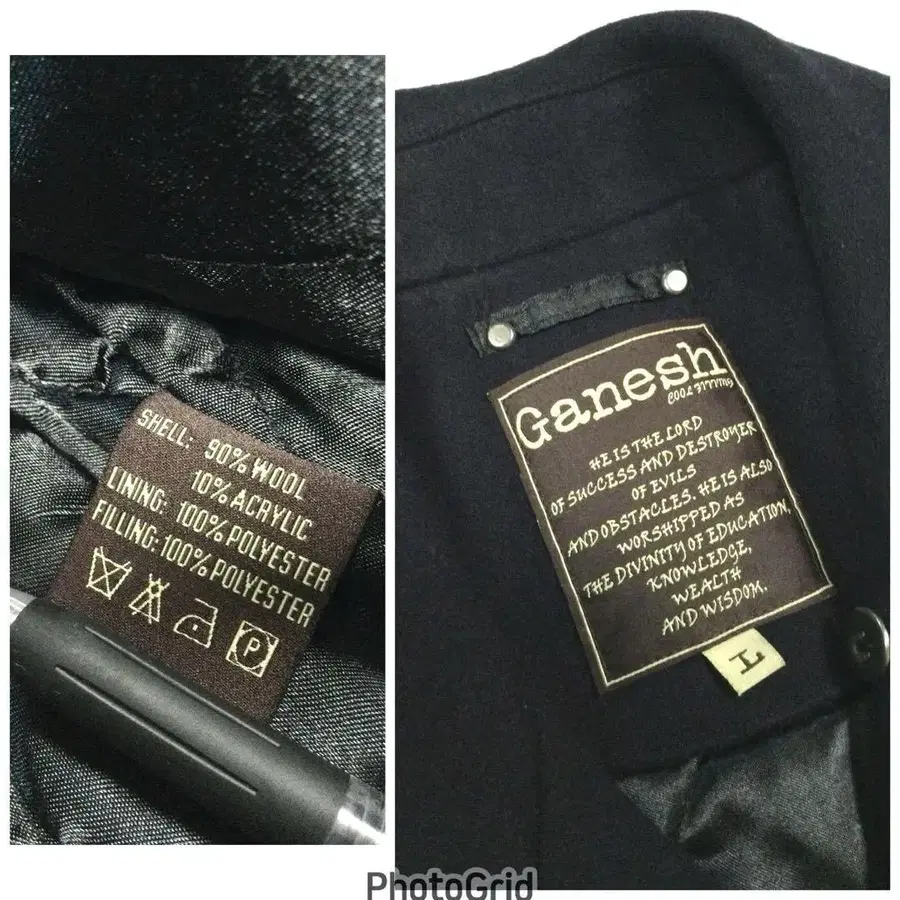 SHELL: 90% WOOL
10% ACRYLIC
LINING: 100% POLYESTER
FILLING: 100% POLYESTER
P
Ganesh
COOL FITTING
HE IS THE LORD
OF SUCCESS AND DESTROYER
OF EVILS
AND OBSTACLES. HE IS ALSO
WORSHIPPED AS
THE DIVINITY OF EDUCATION,
KNOWLEDGE,
WEALTH
AND WISDOM.
L
PhotoGrid